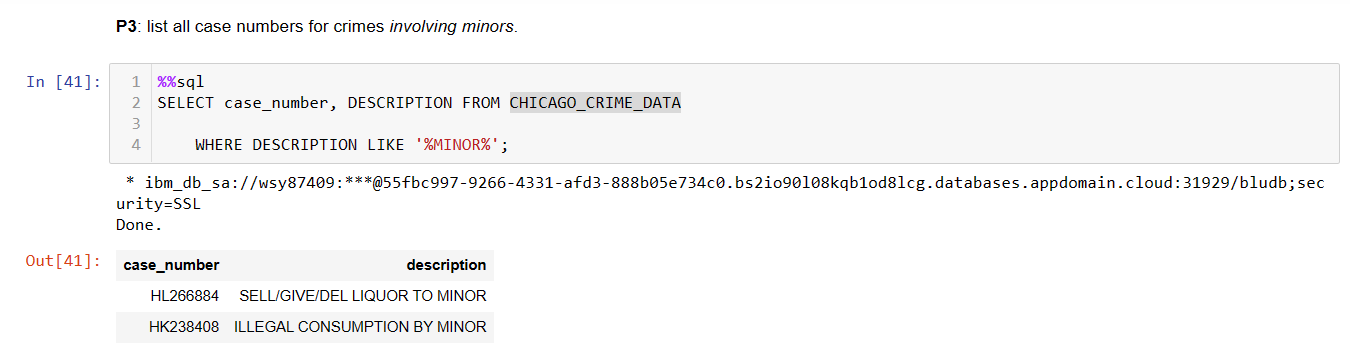 P3: list all case numbers for crimes involving minors.
In [41]:
1 %%sql
2 SELECT case_number, DESCRIPTION FROM CHICAGO_CRIME_DATA
3
4     WHERE DESCRIPTION LIKE '%MINOR%';
* ibm_db_sa://wsy87409:***@55fbc997-9266-4331-afd3-888b05e734c0.bs2io90l08kqb1od8lcg.databases.appdomain.cloud:31929/bludb;sec
urity=SSL
Done.
Out[41]:
case_number description
HL266884 SELL/GIVE/DEL LIQUOR TO MINOR
HK238408 ILLEGAL CONSUMPTION BY MINOR